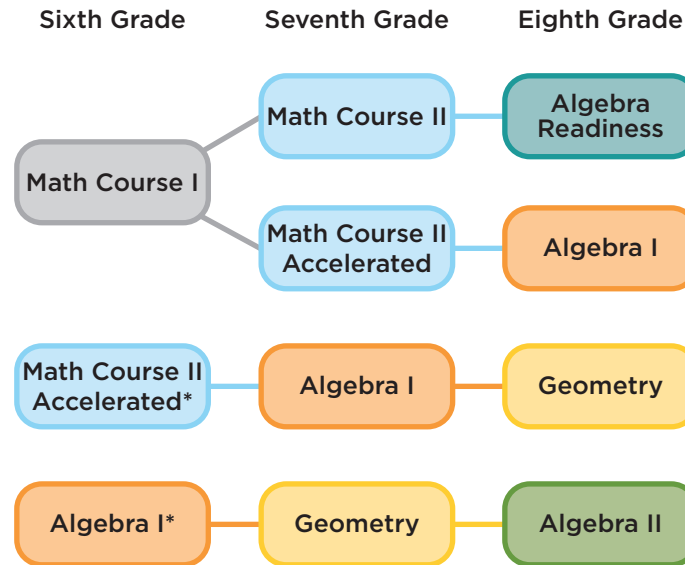 Sixth Grade
Seventh Grade
Eighth Grade
Math Course I
Math Course II
Algebra
Readiness
Math Course II
Accelerated
Algebra I
Math Course II
Accelerated*
Algebra I
Geometry
Algebra I*
Geometry
Algebra II